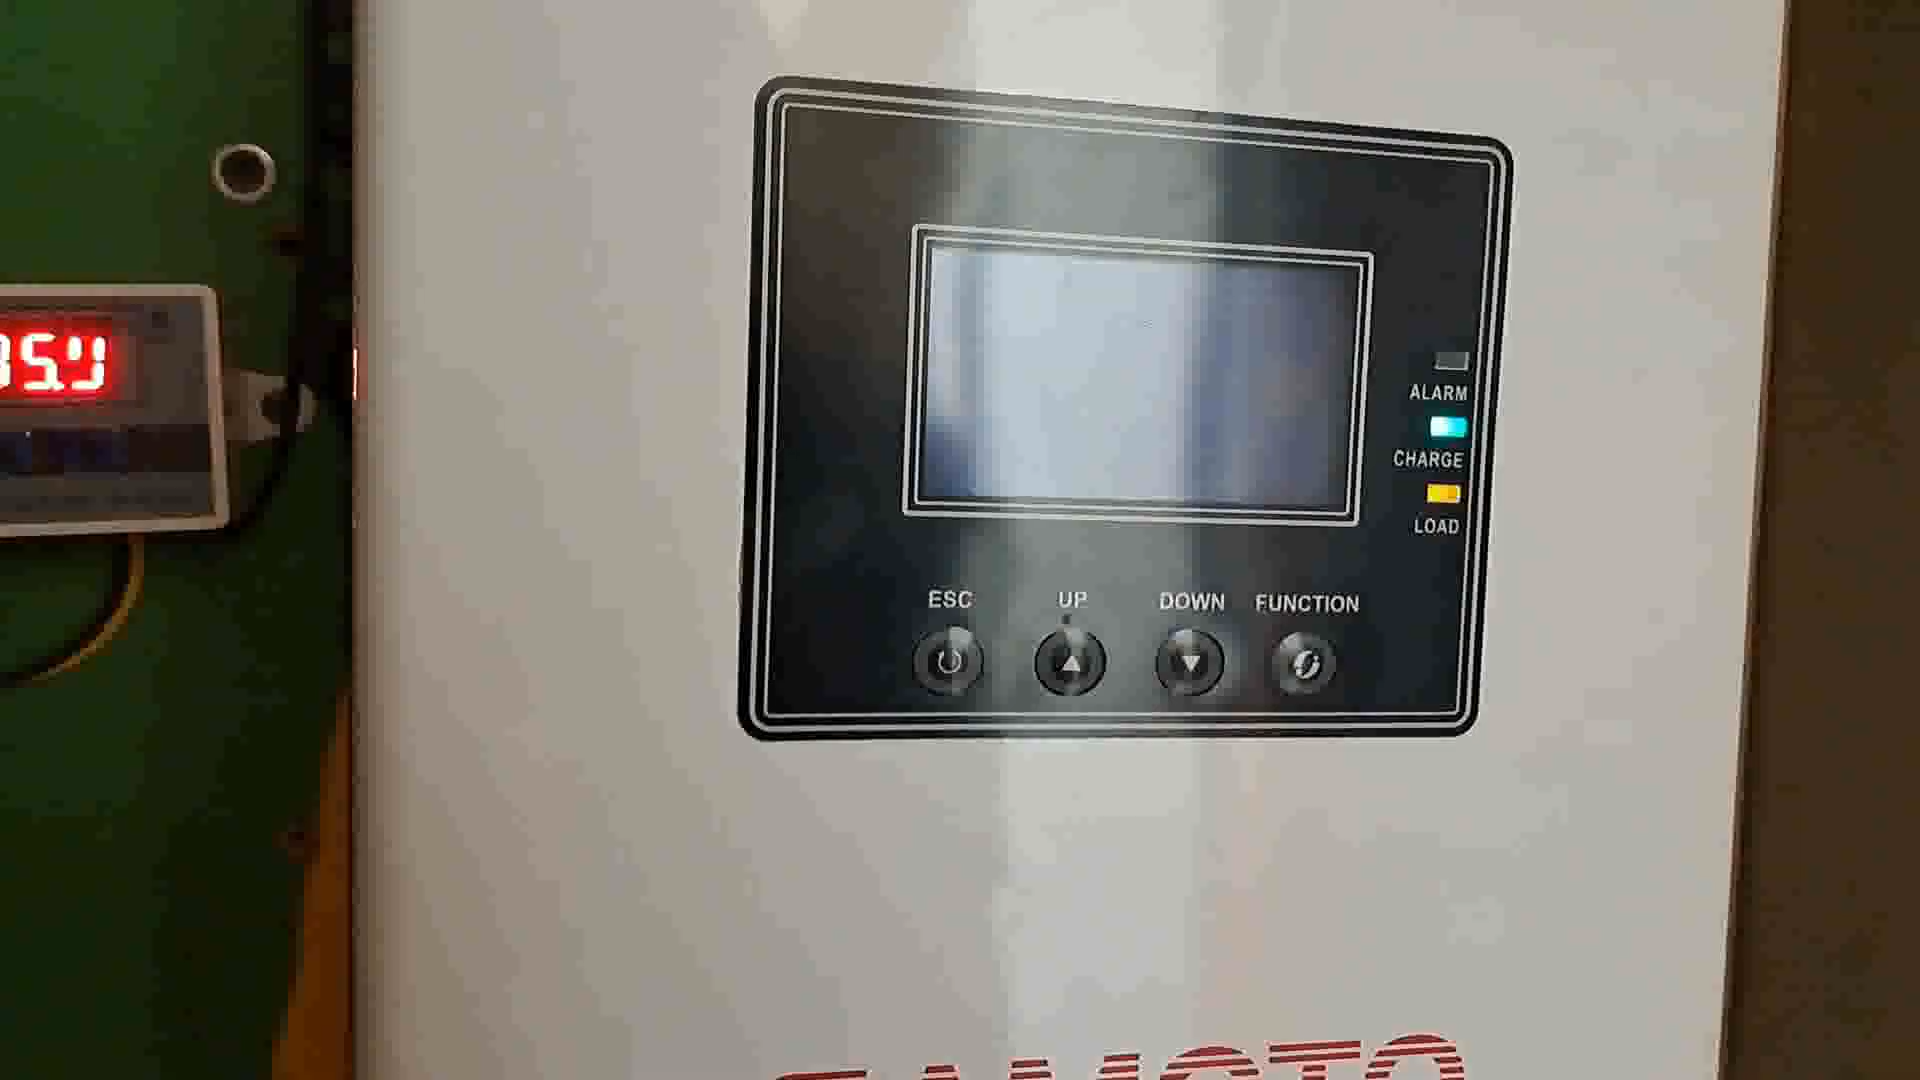 ALARM
CHARGE
LOAD
ESC UP DOWN FUNCTION